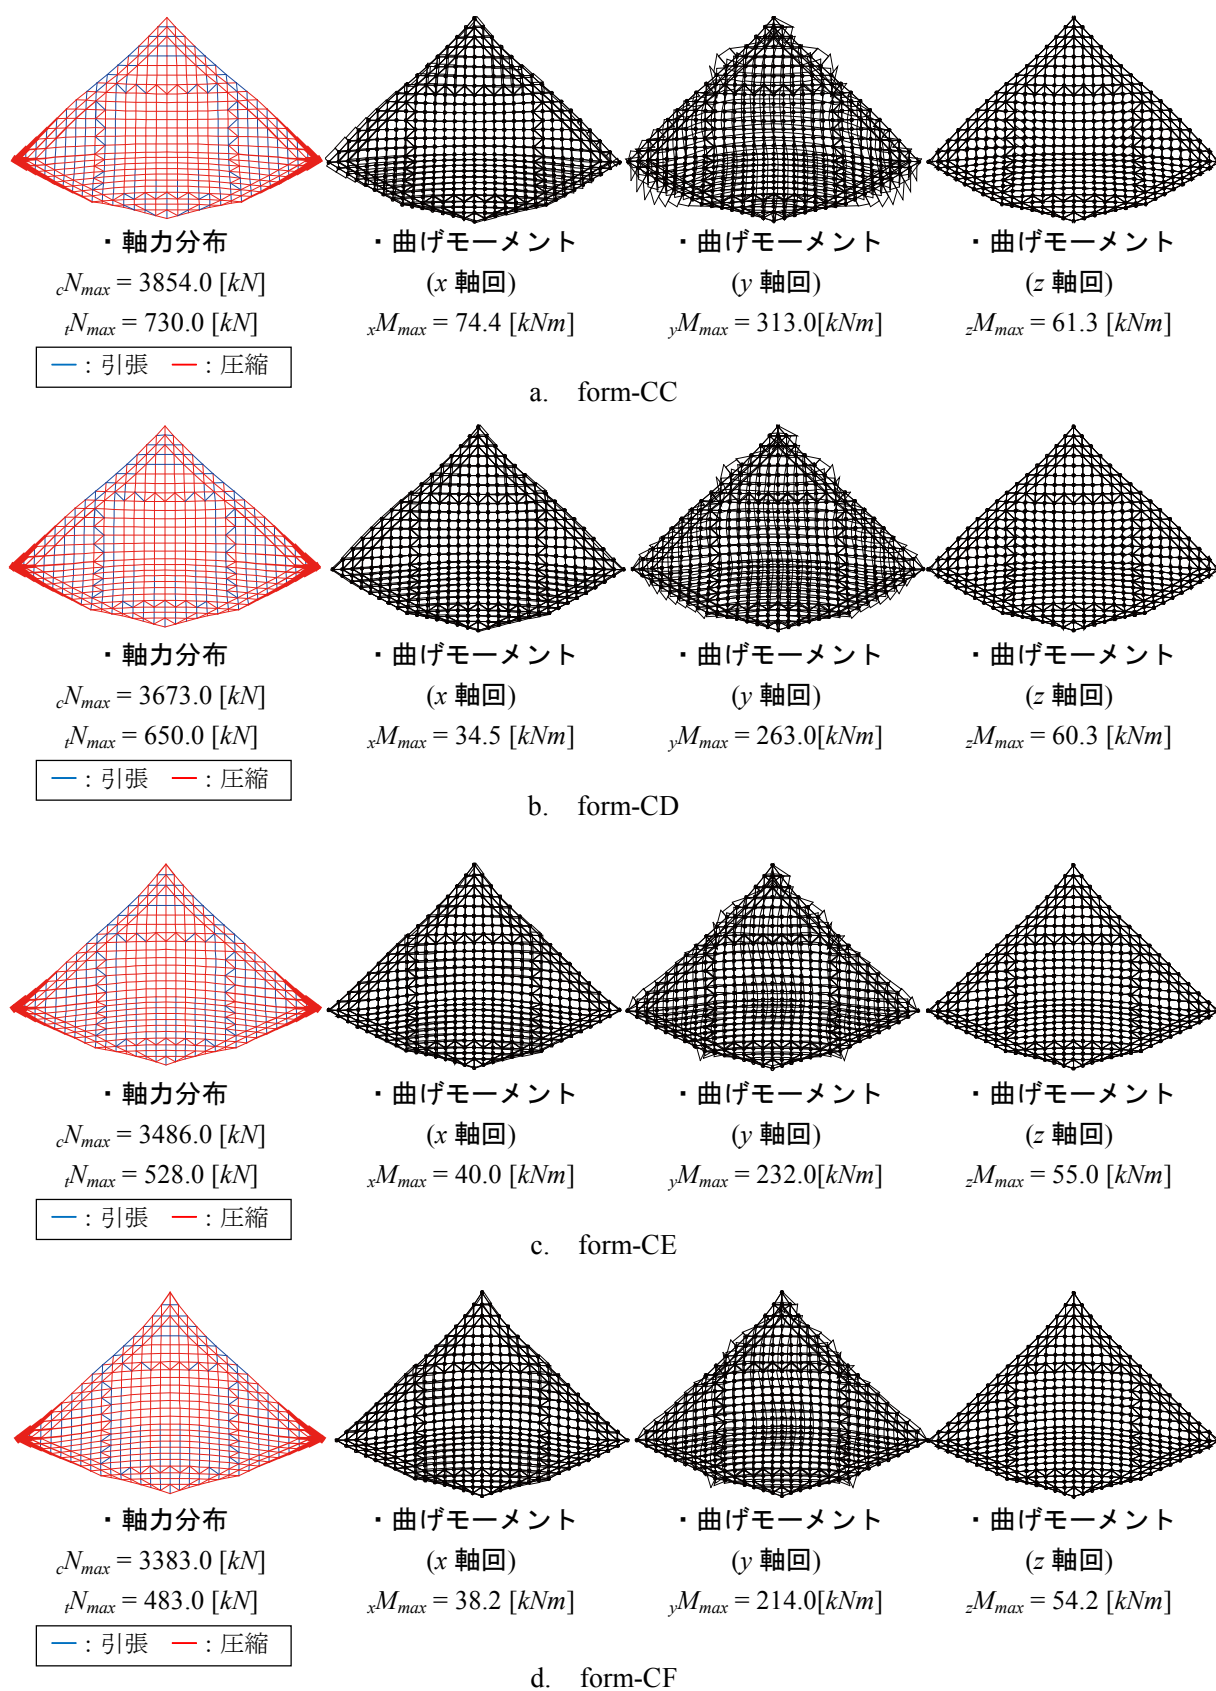 ・軸力分布 ・曲げモーメント ・曲げモーメント ・曲げモーメント
(x 軸回) (y 軸回) (z 軸回)
cNmax = 3854.0 [kN]
tNmax = 730.0 [kN] xMmax = 74.4 [kNm] yMmax = 313.0[kNm] zMmax = 61.3 [kNm]
— : 引張 — : 圧縮
a. form-CC
・軸力分布 ・曲げモーメント ・曲げモーメント ・曲げモーメント
cNmax = 3673.0 [kN] (x 軸回) (y 軸回) (z 軸回)
tNmax = 650.0 [kN] xMmax = 34.5 [kNm] yMmax = 263.0[kNm] zMmax = 60.3 [kNm]
— : 引張 — : 圧縮
b. form-CD
・軸力分布 ・曲げモーメント ・曲げモーメント ・曲げモーメント
cNmax = 3486.0 [kN] (x 軸回) (y 軸回) (z 軸回)
tNmax = 528.0 [kN] xMmax = 40.0 [kNm] yMmax = 232.0[kNm] zMmax = 55.0 [kNm]
— : 引張 — : 圧縮
c. form-CE
・軸力分布 ・曲げモーメント ・曲げモーメント ・曲げモーメント
cNmax = 3383.0 [kN] (x 軸回) (y 軸回) (z 軸回)
tNmax = 483.0 [kN] xMmax = 38.2 [kNm] yMmax = 214.0[kNm] zMmax = 54.2 [kNm]
— : 引張 — : 圧縮
d. form-CF